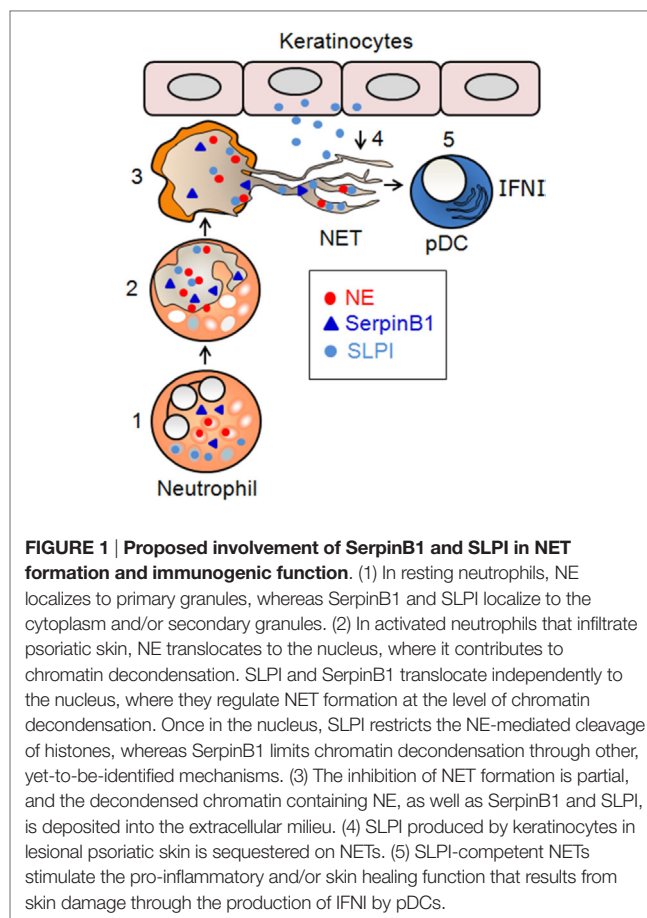 Keratinocytes
4
5
3
IFNI
NET
pDC
2
NE
SerpinB1
SLPI
1
Neutrophil
FIGURE 1 | Proposed involvement of SerpinB1 and SLPI in NET
formation and immunogenic function. (1) In resting neutrophils, NE
localizes to primary granules, whereas SerpinB1 and SLPI localize to the
cytoplasm and/or secondary granules. (2) In activated neutrophils that infiltrate
psoriatic skin, NE translocates to the nucleus, where it contributes to
chromatin decondensation. SLPI and SerpinB1 translocate independently to
the nucleus, where they regulate NET formation at the level of chromatin
decondensation. Once in the nucleus, SLPI restricts the NE-mediated cleavage
of histones, whereas SerpinB1 limits chromatin decondensation through other,
yet-to-be-identified mechanisms. (3) The inhibition of NET formation is partial,
and the decondensed chromatin containing NE, as well as SerpinB1 and SLPI,
is deposited into the extracellular milieu. (4) SLPI produced by keratinocytes in
lesional psoriatic skin is sequestered on NETs. (5) SLPI-competent NETs
stimulate the pro-inflammatory and/or skin healing function that results from
skin damage through the production of IFNI by pDCs.